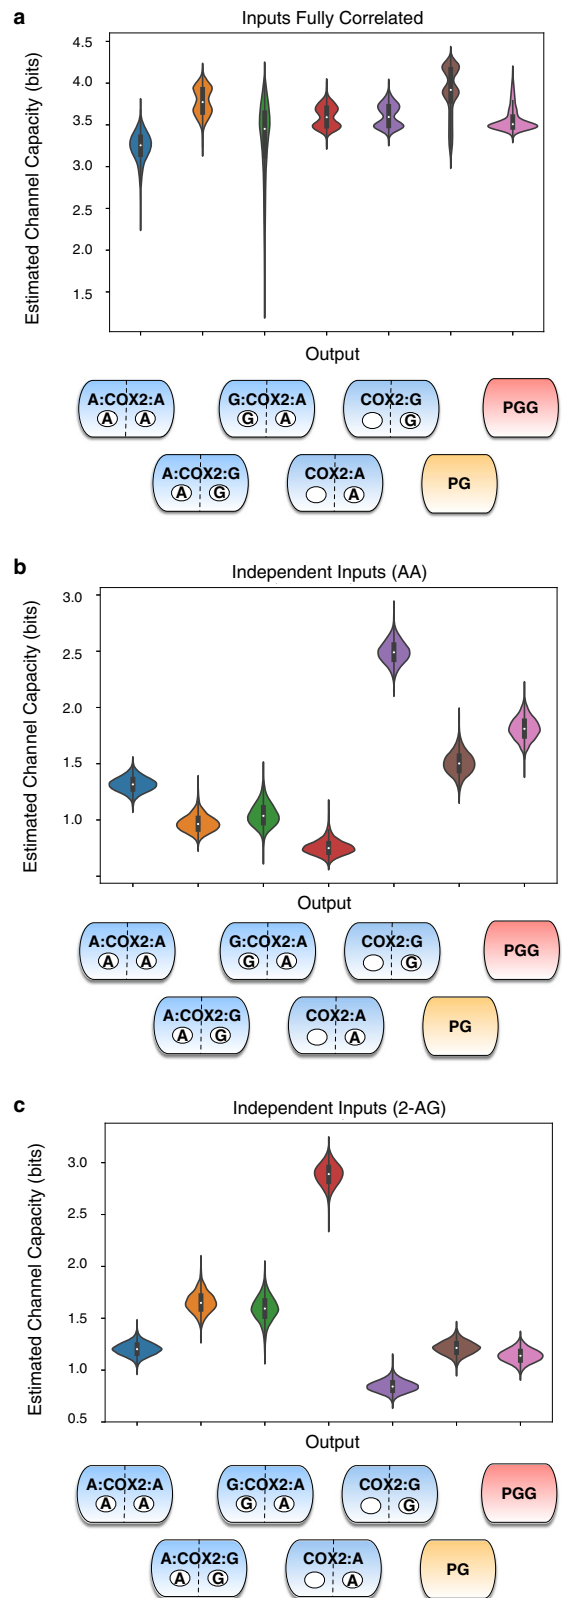 a
Inputs Fully Correlated
Estimated Channel Capacity (bits)
4.5
4.0
3.5
3.0
2.5
2.0
1.5
Output
A:COX2:A
A A
G:COX2:A
G A
COX2:G
G
PGG
A:COX2:G
A G
COX2:A
A
PG
b
Independent Inputs (AA)
Estimated Channel Capacity (bits)
3.0
2.5
2.0
1.5
1.0
Output
A:COX2:A
A A
G:COX2:A
G A
COX2:G
G
PGG
A:COX2:G
A G
COX2:A
A
PG
c
Independent Inputs (2-AG)
Estimated Channel Capacity (bits)
3.0
2.5
2.0
1.5
1.0
0.5
Output
A:COX2:A
A A
G:COX2:A
G A
COX2:G
G
PGG
A:COX2:G
A G
COX2:A
A
PG